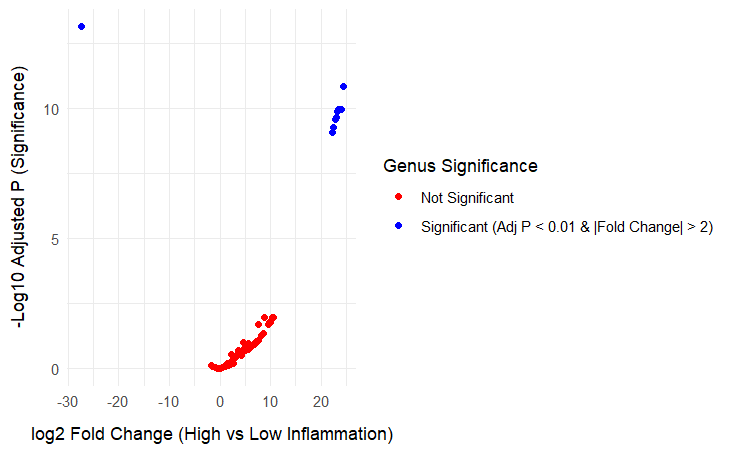 -Log10 Adjusted P (Significance)
10
5
0
-30 -20 -10 0 10 20
log2 Fold Change (High vs Low Inflammation)
Genus Significance
Not Significant
Significant (Adj P < 0.01 & |Fold Change| > 2)